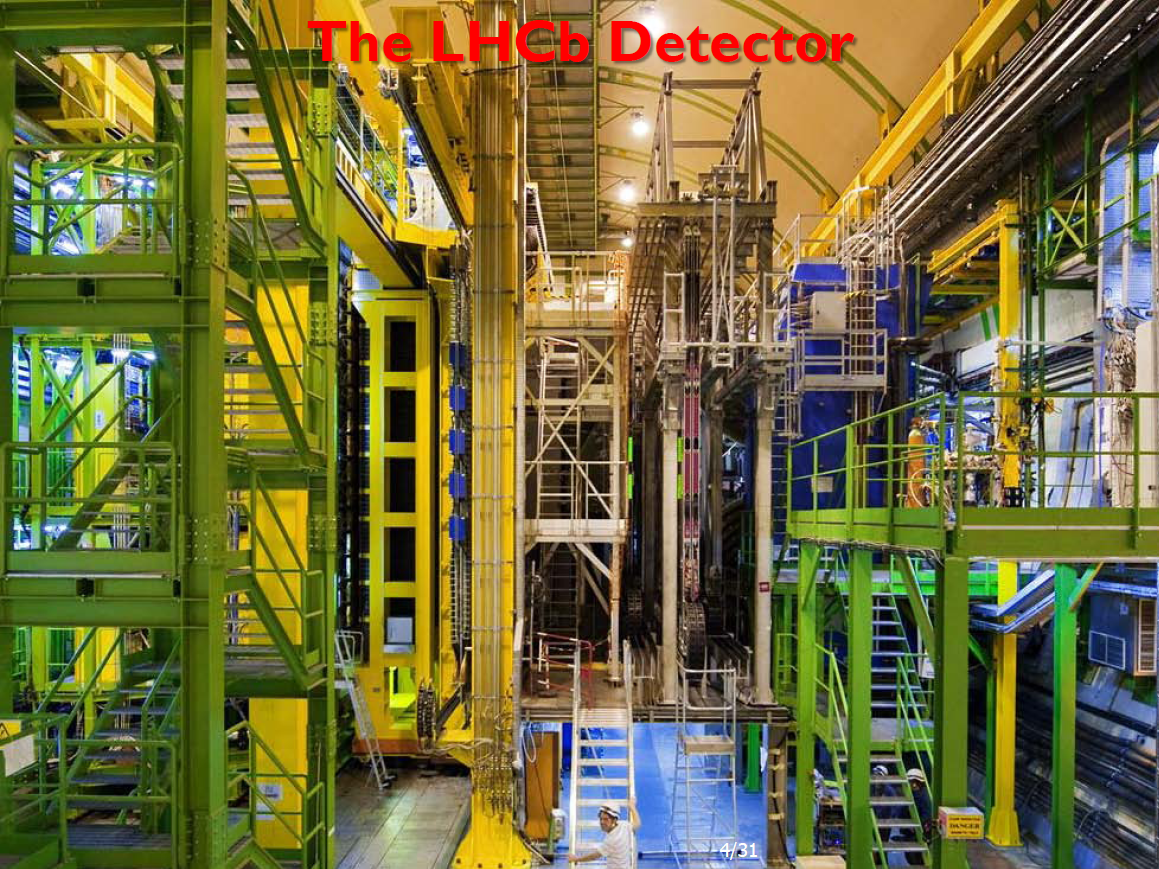 The LHCb Detector
DANGER
4/31